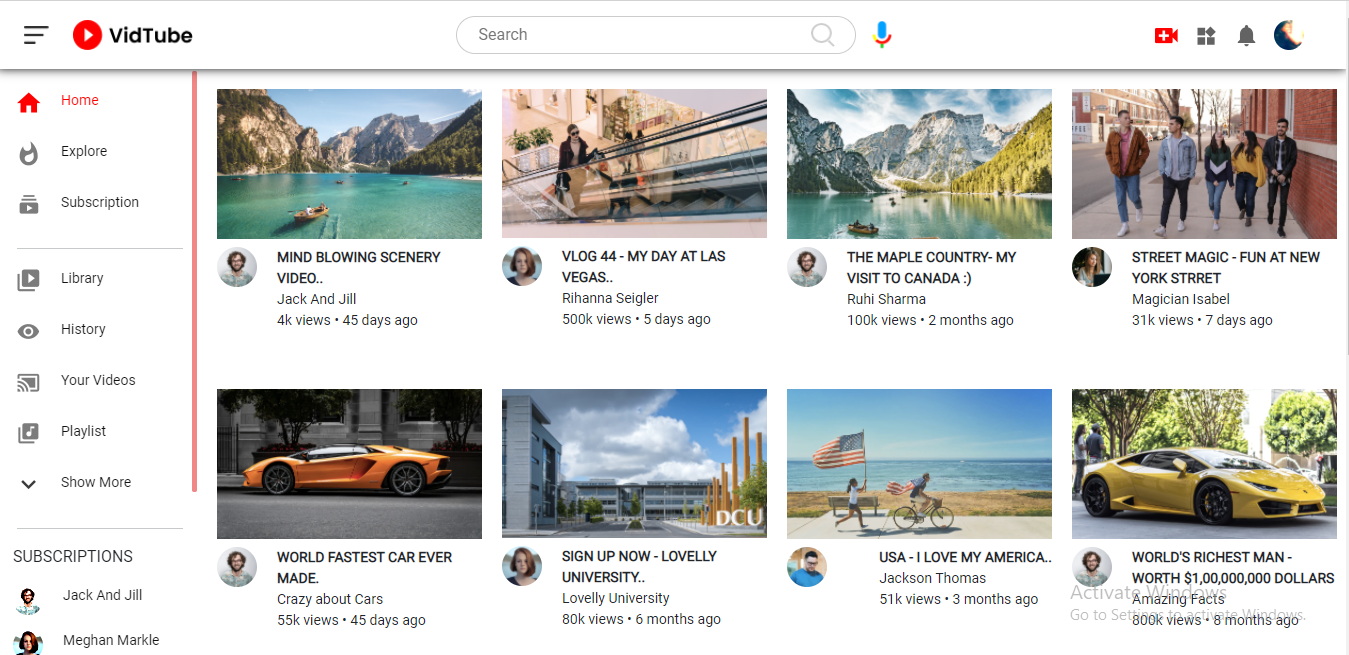 VidTube
Search
Home
Explore
Subscription
Library
History
Your Videos
Playlist
Show More
SUBSCRIPTIONS
Jack And Jill
Meghan Markle
MIND BLOWING SCENERY
VIDEO..
Jack And Jill
4k views • 45 days ago
VLOG 44 - MY DAY AT LAS
VEGAS..
Rihanna Seigler
500k views • 5 days ago
THE MAPLE COUNTRY- MY
VISIT TO CANADA :)
Ruhi Sharma
100k views • 2 months ago
STREET MAGIC - FUN AT NEW
YORK STRRET
Magician Isabel
31k views • 7 days ago
WORLD FASTEST CAR EVER
MADE.
Crazy about Cars
55k views • 45 days ago
DCU
SIGN UP NOW - LOVELLY
UNIVERSITY..
Lovelly University
80k views • 6 months ago
USA - I LOVE MY AMERICA..
Jackson Thomas
51k views • 3 months ago
WORLD'S RICHEST MAN -
WORTH $1,00,000,000 DOLLARS
Amazing Facts
800k views • 8 months ago
Activate Windows
Go to Settings to activate Windows.